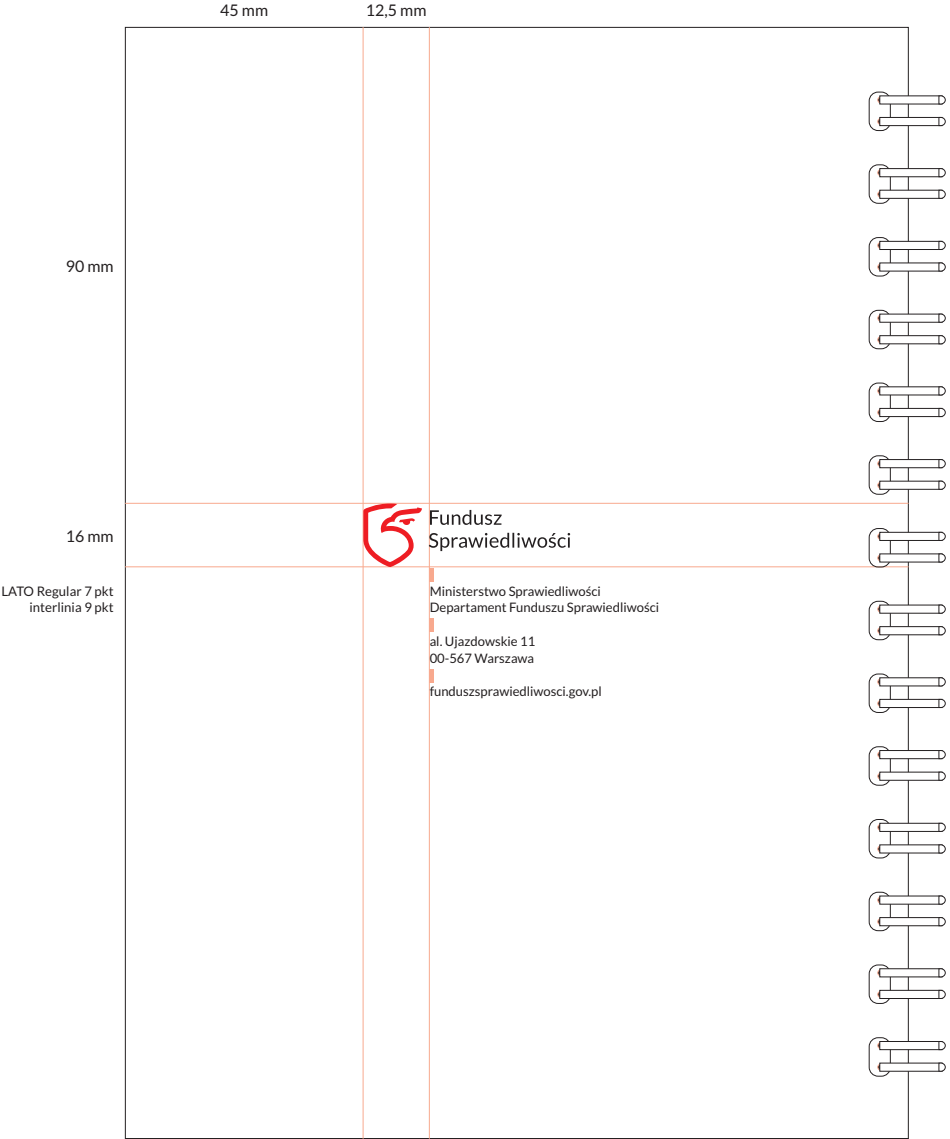 45 mm
12,5 mm
90 mm
Fundusz
Sprawiedliwości
16 mm
LATO Regular 7 pkt
interlinia 9 pkt
Ministerstwo Sprawiedliwości
Departament Funduszu Sprawiedliwości
al. Ujazdowskie 11
00-567 Warszawa
funduszsprawiedliwosci.gov.pl